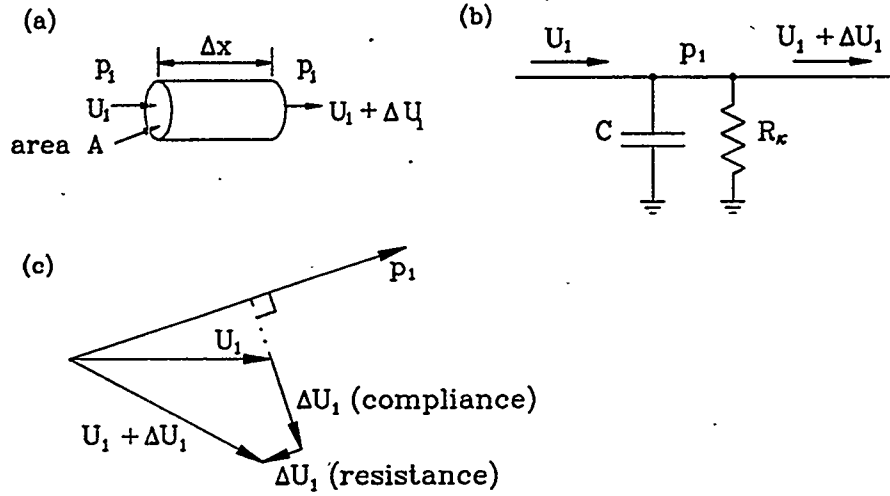 (a)
Δx
p₁ p₁
U₁ U₁ + ΔU₁
area A
(b)
U₁ p₁ U₁ + ΔU₁
C Rκ
(c)
p₁
U₁
ΔU₁ (compliance)
U₁ + ΔU₁
ΔU₁ (resistance)